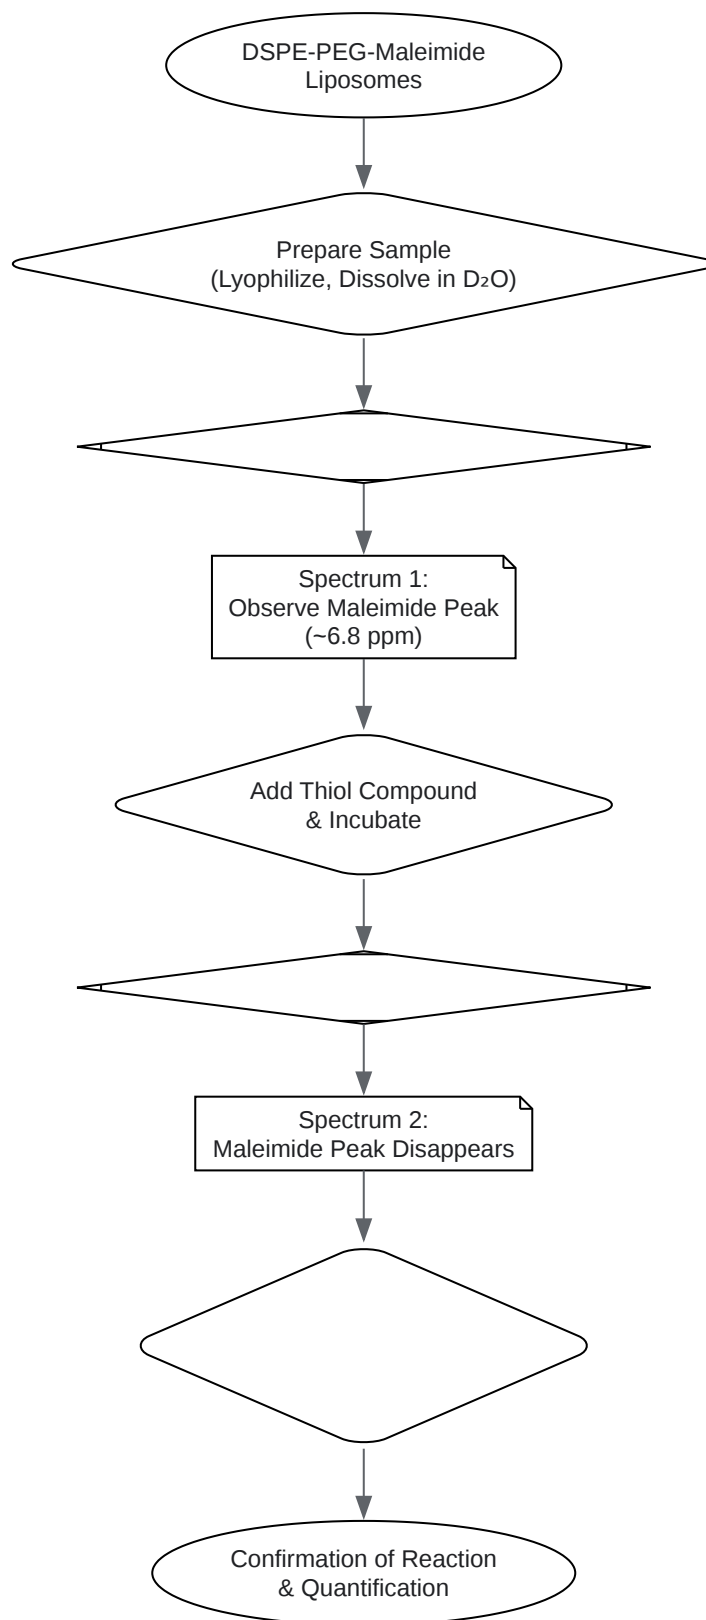 DSPE-PEG-Maleimide
Liposomes
Prepare Sample
(Lyophilize, Dissolve in D₂O)
Spectrum 1:
Observe Maleimide Peak
(~6.8 ppm)
Add Thiol Compound
& Incubate
Spectrum 2:
Maleimide Peak Disappears
Confirmation of Reaction
& Quantification